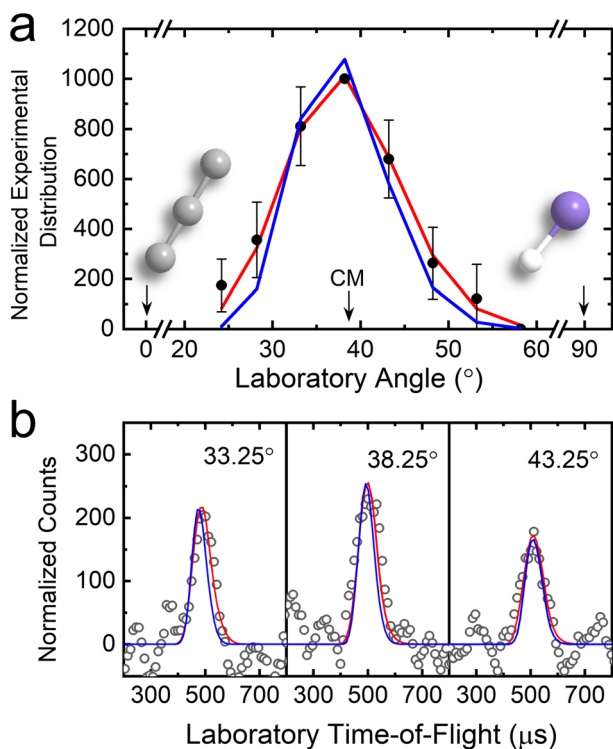 a
1200
1000
800
600
400
200
0
Normalized Experimental
Distribution
CM
0 20 30 40 50 60 90
Laboratory Angle (°)
b
300
200
100
0
Normalized Counts
33.25° 38.25° 43.25°
300 500 700 300 500 700 300 500 700
Laboratory Time-of-Flight (μs)